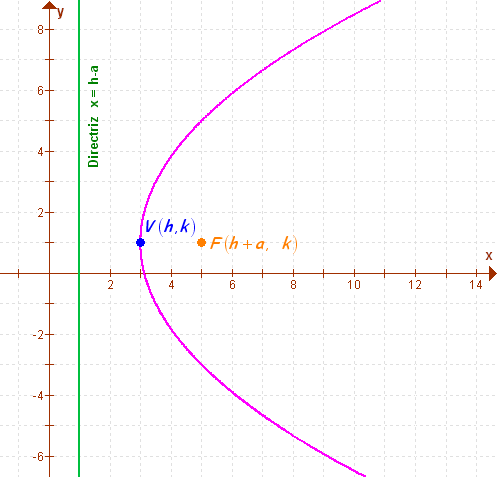 y
8
6
4
2
-2
-4
-6
Directriz x = h-a
V(h,k)
F(h+a, k)
x
2 4 6 8 10 12 14